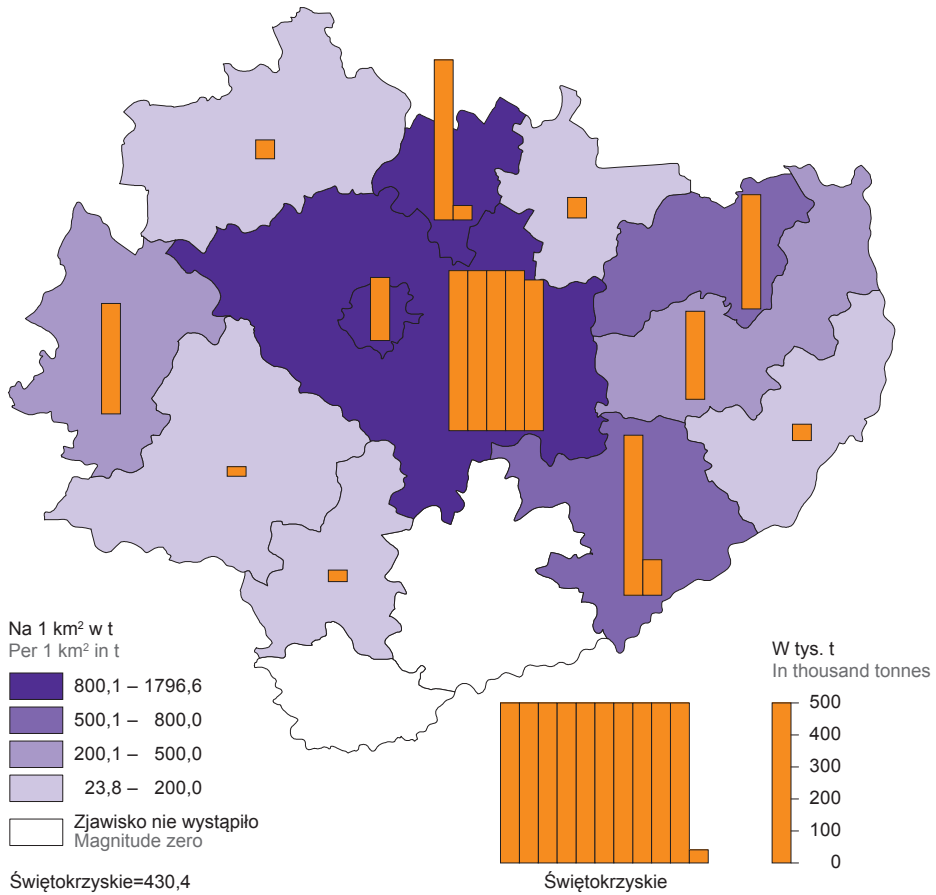 Na 1 km² w t
Per 1 km² in t
800,1 – 1796,6
500,1 – 800,0
200,1 – 500,0
23,8 – 200,0
Zjawisko nie wystąpiło
Magnitude zero
Świętokrzyskie=430,4
Świętokrzyskie
W tys. t
In thousand tonnes
500
400
300
200
100
0